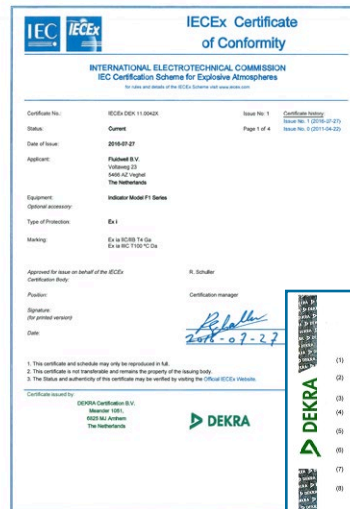 IEC
IECEx
IECEx Certificate
of Conformity
INTERNATIONAL ELECTROTECHNICAL COMMISSION
IEC Certification Scheme for Explosive Atmospheres
for rules and details of the IECEx Scheme visit www.iecex.com
Certificate No.: IECEx DEK 11.0042X Issue No: 1 Certificate history:
Issue No. 1 (2016-07-27)
Status: Current Page 1 of 4 Issue No. 0 (2011-04-22)
Date of Issue: 2016-07-27
Applicant: Fluidwell B.V.
Voltaweg 23
5466 AZ Veghel
The Netherlands
Equipment: Indicator Model F1 Series
Optional accessory:
Type of Protection: Ex i
Marking: Ex ia IIC/IIB T4 Ga
Ex ia IIIC T100 °C Da
Approved for issue on behalf of the IECEx R. Schuller
Certification Body:
Position: Certification manager
Signature:
(for printed version)
Date: 2016-07-27
1. This certificate and schedule may only be reproduced in full.
2. This certificate is not transferable and remains the property of the issuing body.
3. The Status and authenticity of this certificate may be verified by visiting the Official IECEx Website.
Certificate issued by:
DEKRA Certification B.V.
Meander 1051,
6825 MJ Arnhem
The Netherlands
DEKRA
DEKRA
(1)
(2)
(3)
(4)
(5)
(6)
(7)
(8)